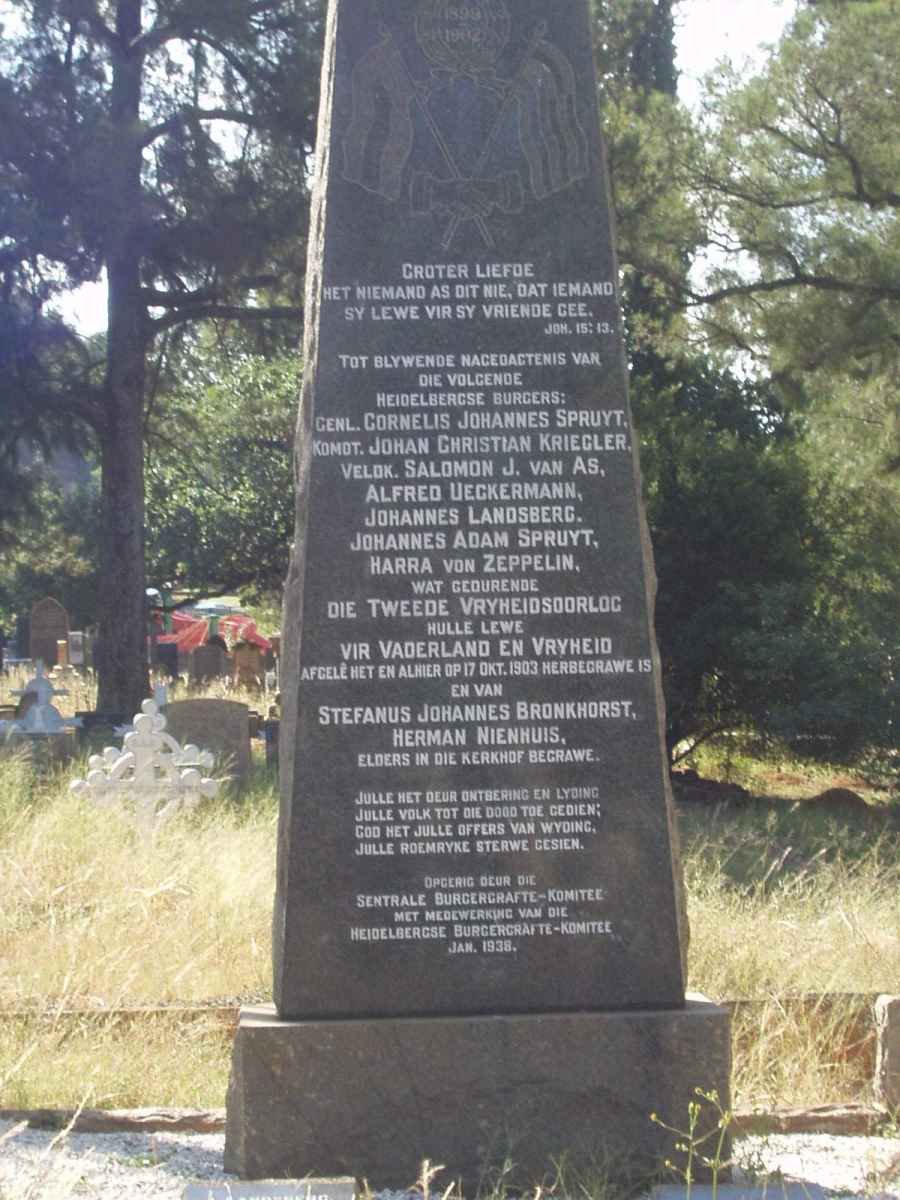 1899
1902
GROTER LIEFDE
HET NIEMAND AS DIT NIE, DAT IEMAND
SY LEWE VIR SY VRIENDE GEE.
JOH. 15: 13.
TOT BLYWENDE NAGEDAGTENIS VAN
DIE VOLGENDE
HEIDELBERGSE BURGERS:
GENL. CORNELIS JOHANNES SPRUYT,
KOMDT. JOHAN CHRISTIAN KRIEGLER,
VELDK. SALOMON J. VAN AS,
ALFRED UECKERMANN,
JOHANNES LANDSBERG.
JOHANNES ADAM SPRUYT,
HARRA VON ZEPPELIN,
WAT GEDURENDE
DIE TWEEDE VRYHEIDSOORLOG
HULLE LEWE
VIR VADERLAND EN VRYHEID
AFGELÊ HET EN ALHIER OP 17 OKT. 1903 HERBEGRAWE IS
EN VAN
STEFANUS JOHANNES BRONKHORST,
HERMAN NIENHUIS,
ELDERS IN DIE KERKHOF BEGRAWE.
JULLE HET DEUR ONTBERING EN LYDING
JULLE VOLK TOT DIE DOOD TOE GEDIEN;
GOD HET JULLE OFFERS VAN WYDING,
JULLE ROEMRYKE STERWE GESIEN.
OPGERIG DEUR DIE
SENTRALE BURGERGRAFTE-KOMITEE
MET MEDEWERKING VAN DIE
HEIDELBERGSE BURGERGRAFTE-KOMITEE
JAN. 1938.